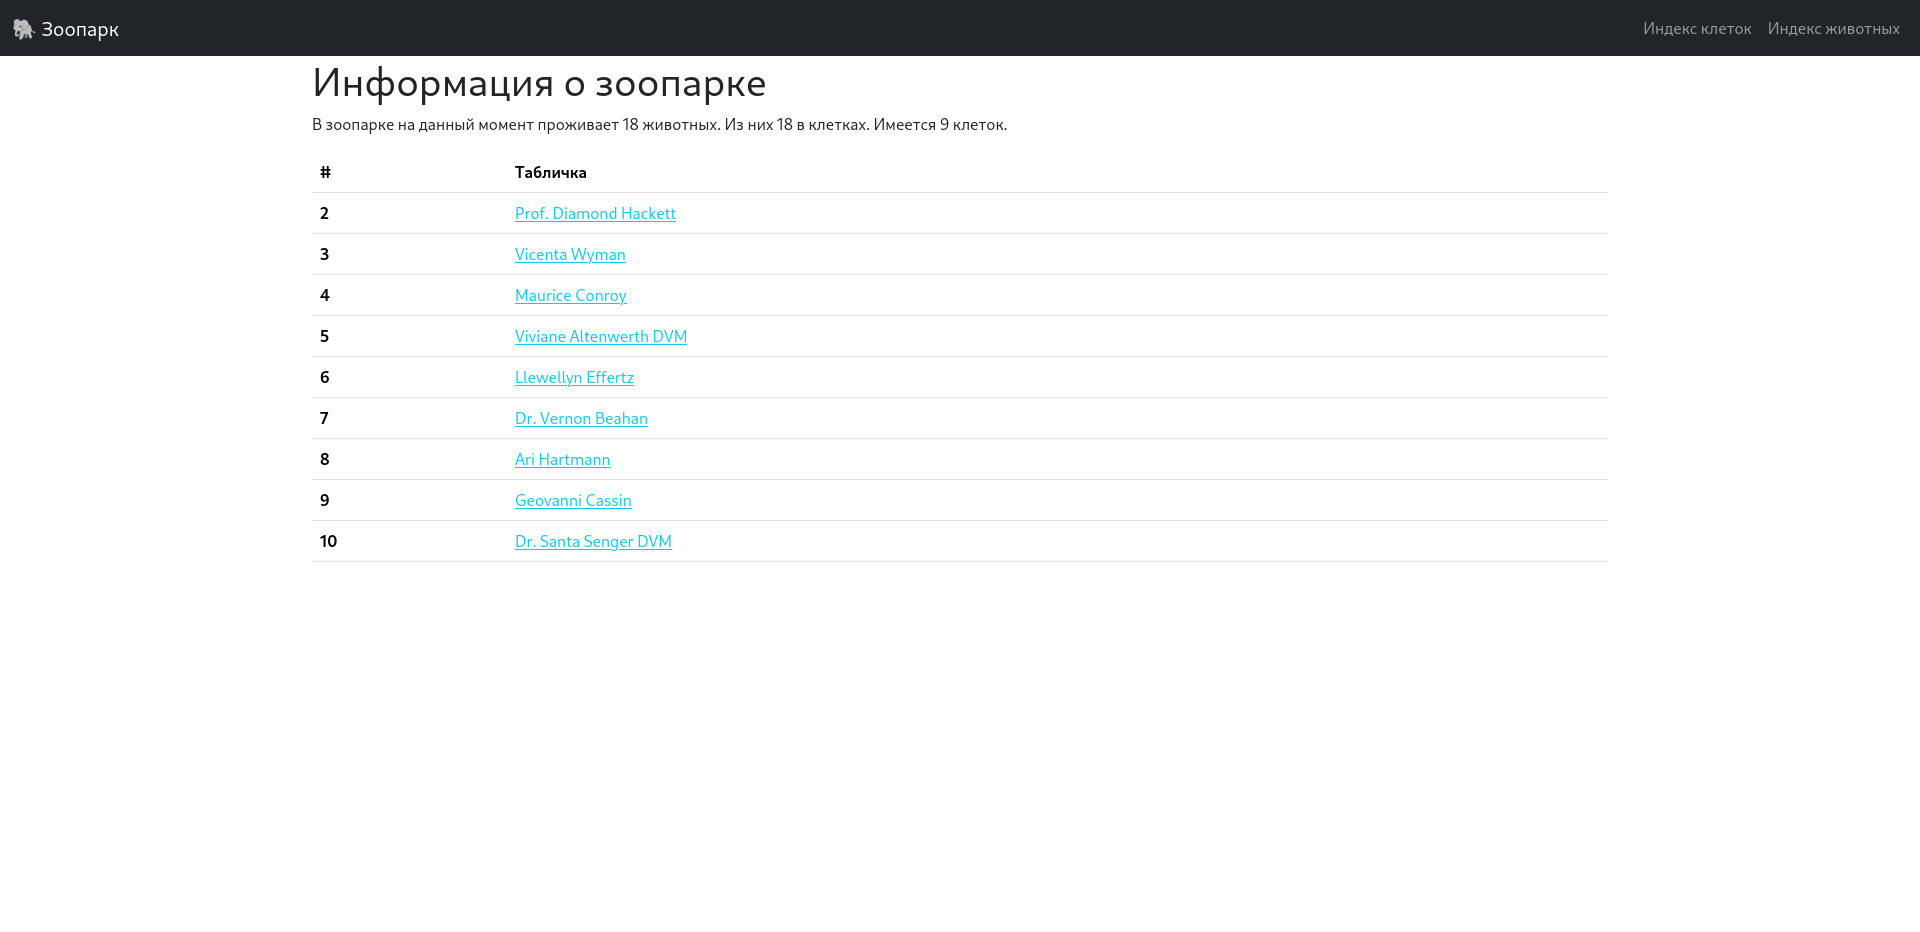 Зоопарк
Индекс клеток
Индекс животных
Информация о зоопарке
В зоопарке на данный момент проживает 18 животных. Из них 18 в клетках. Имеется 9 клеток.
# Табличка
2 Prof. Diamond Hackett
3 Vicenta Wyman
4 Maurice Conroy
5 Viviane Altenwerth DVM
6 Llewellyn Effertz
7 Dr. Vernon Beahan
8 Ari Hartmann
9 Geovanni Cassin
10 Dr. Santa Senger DVM